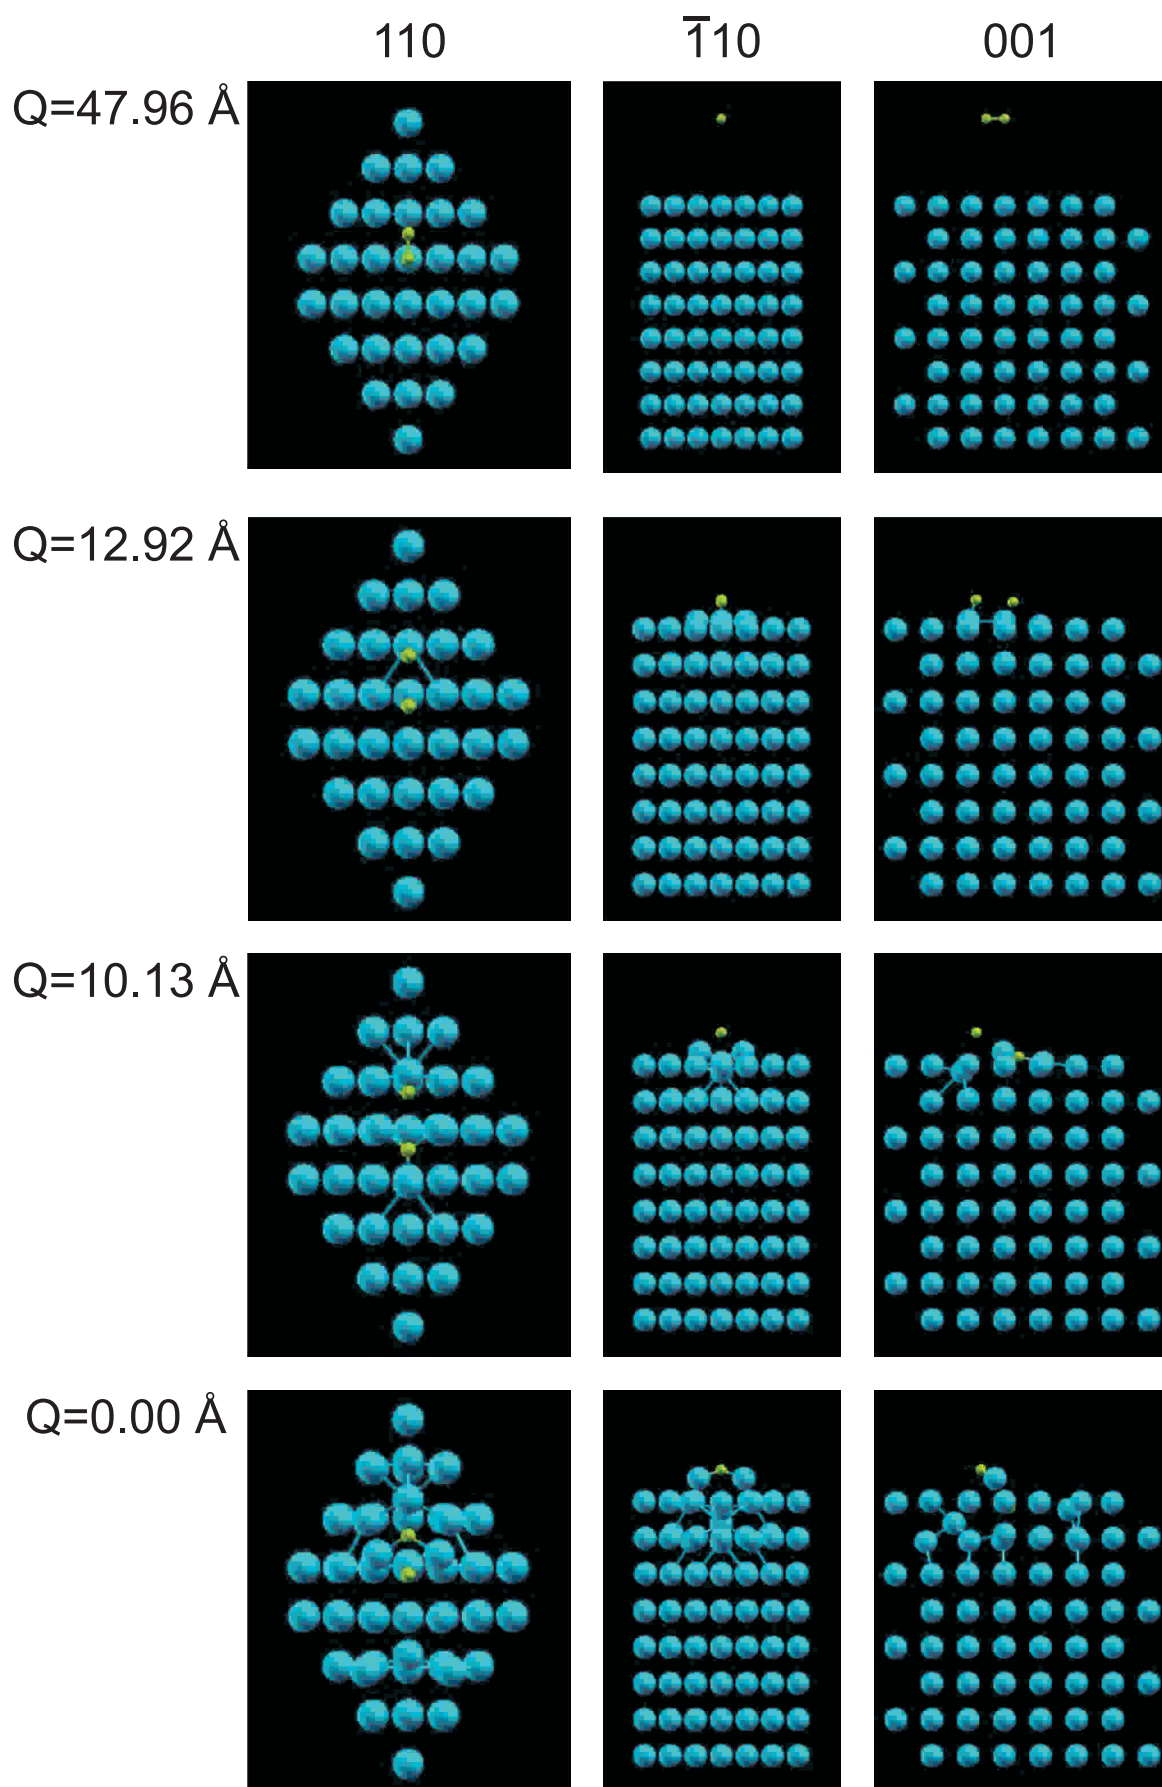 110 1̅10 001
Q=47.96 Å
Q=12.92 Å
Q=10.13 Å
Q=0.00 Å